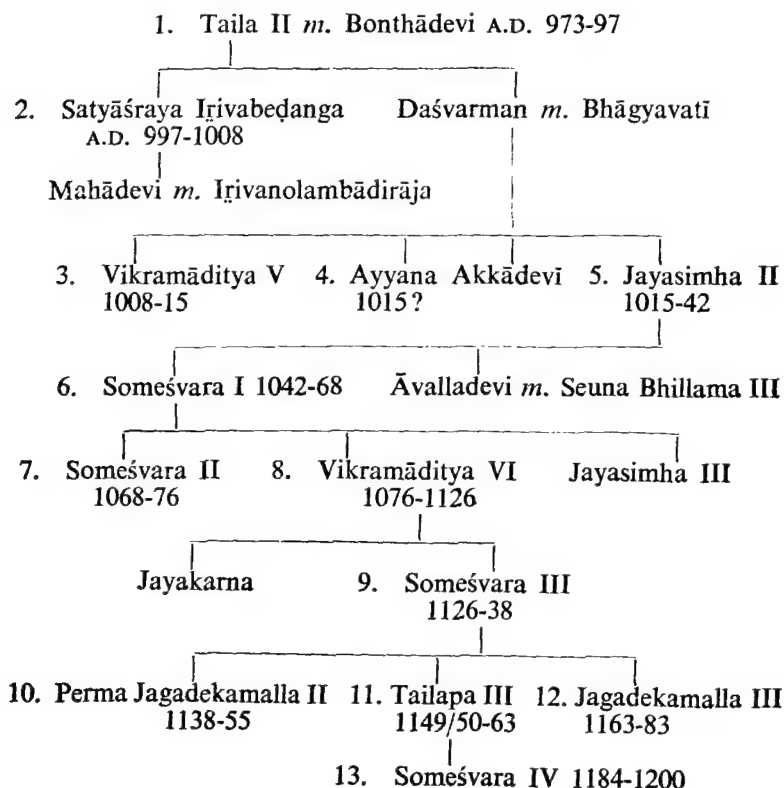 1. Taila II m. Bonthādevi A.D. 973-97
2. Satyāśraya Iṟivabeḍanga Daśvarman m. Bhāgyavatī
A.D. 997-1008
Mahādevi m. Iṟivanolambādirāja
3. Vikramāditya V 4. Ayyana Akkādevī 5. Jayasimha II
1008-15 1015? 1015-42
6. Someśvara I 1042-68 Āvalladevi m. Seuna Bhillama III
7. Someśvara II 8. Vikramāditya VI Jayasimha III
1068-76 1076-1126
Jayakarna 9. Someśvara III
1126-38
10. Perma Jagadekamalla II 11. Tailapa III 12. Jagadekamalla III
1138-55 1149/50-63 1163-83
13. Someśvara IV 1184-1200